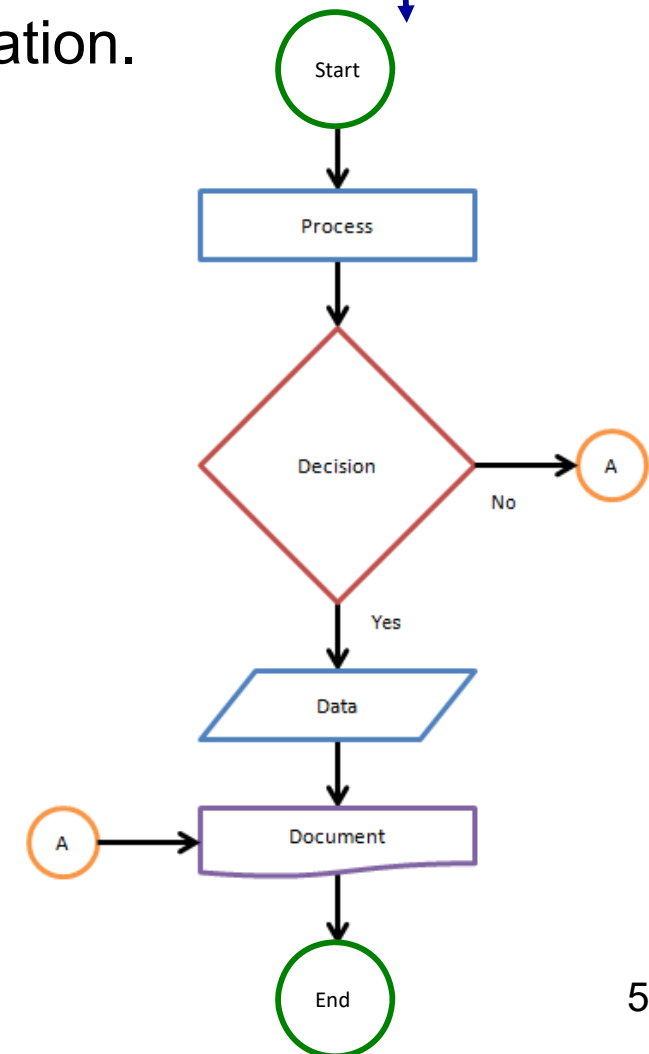 ation.
Start
Process
Decision
A
No
Yes
Data
A
Document
End
5